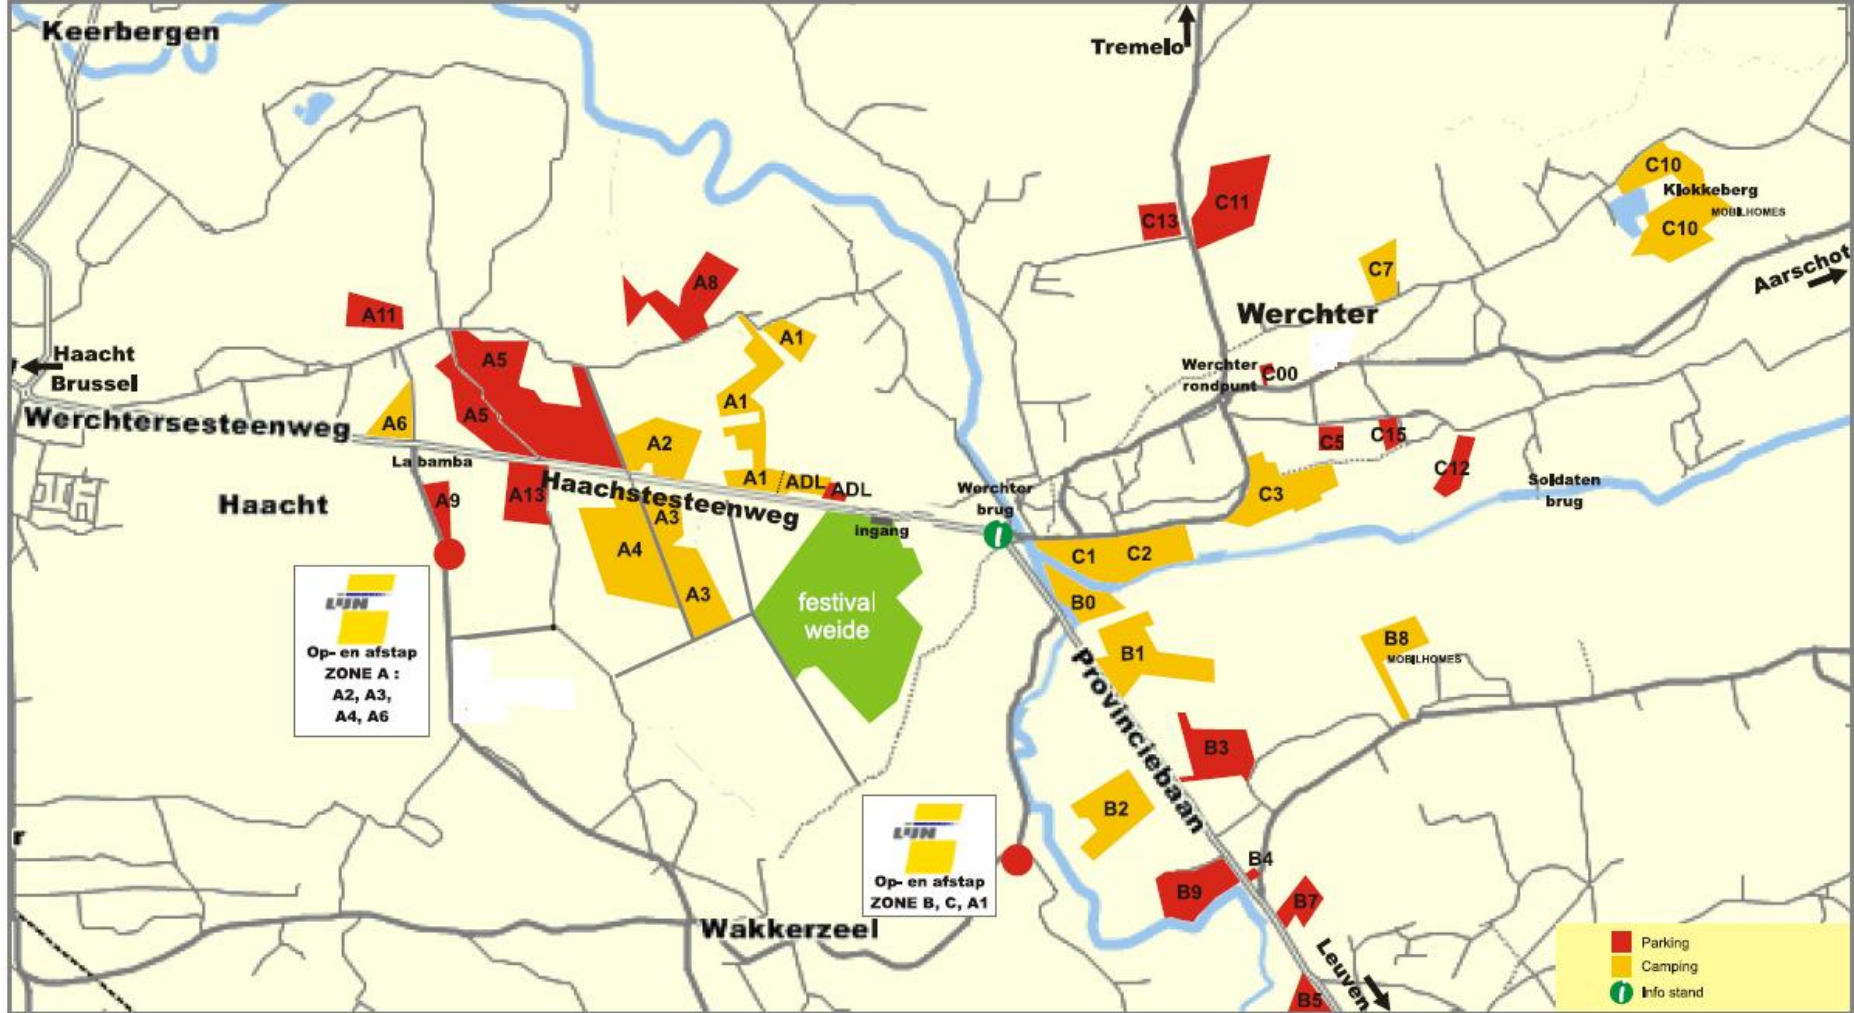 Keerbergen
Tremelo
C10
Klokkeberg
MOBILHOMES
C10
C11
C13
C7
Aarschot
A8
A11
Werchter
A1
Haacht
Brussel
A5
Werchter
rondpunt
C00
A5
A1
A6
Werchtersesteenweg
A2
C5
C15
La bamba
C12
A1
ADL
ADL
Haacht
A9
A13
Haachstesteenweg
A3
Werchter
brug
C3
Soldaten
brug
ingang
A4
C1
C2
A3
festival
weide
B0
LIJN
Op- en afstap
ZONE A :
A2, A3,
A4, A6
B1
B8
MOBILHOMES
Provinciebaan
B3
B2
r
LIJN
Op- en afstap
ZONE B, C, A1
B4
B9
B7
Wakkerzeel
Leuven
B5
Parking
Camping
i Info stand